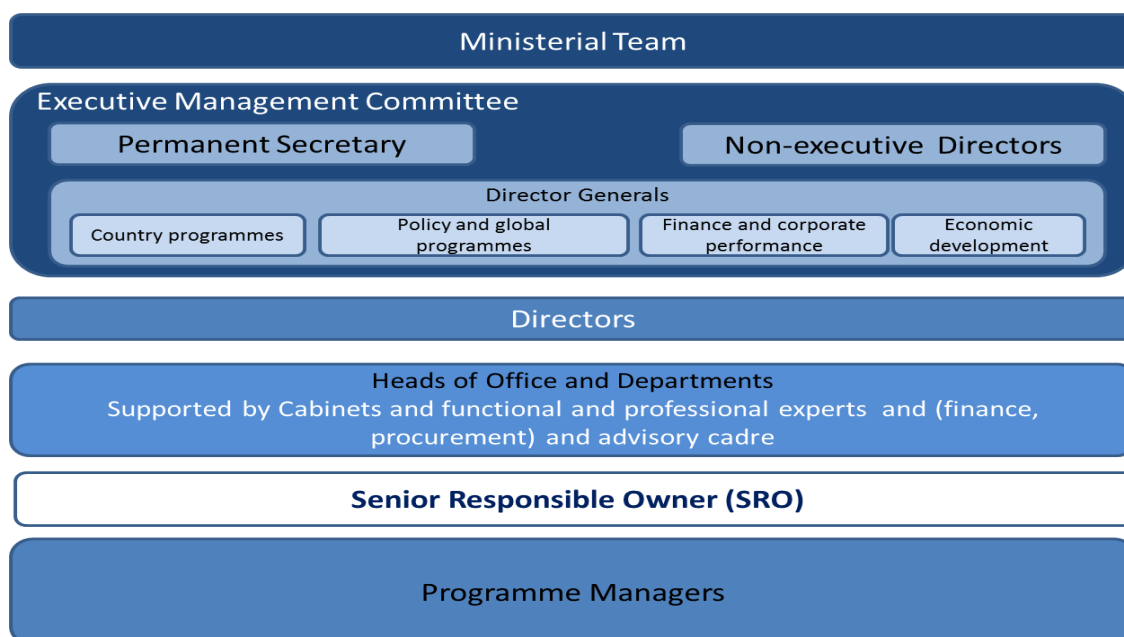 Ministerial Team
Executive Management Committee
Permanent Secretary
Non-executive Directors
Director Generals
Country programmes
Policy and global
programmes
Finance and corporate
performance
Economic
development
Directors
Heads of Office and Departments
Supported by Cabinets and functional and professional experts and (finance,
procurement) and advisory cadre
Senior Responsible Owner (SRO)
Programme Managers